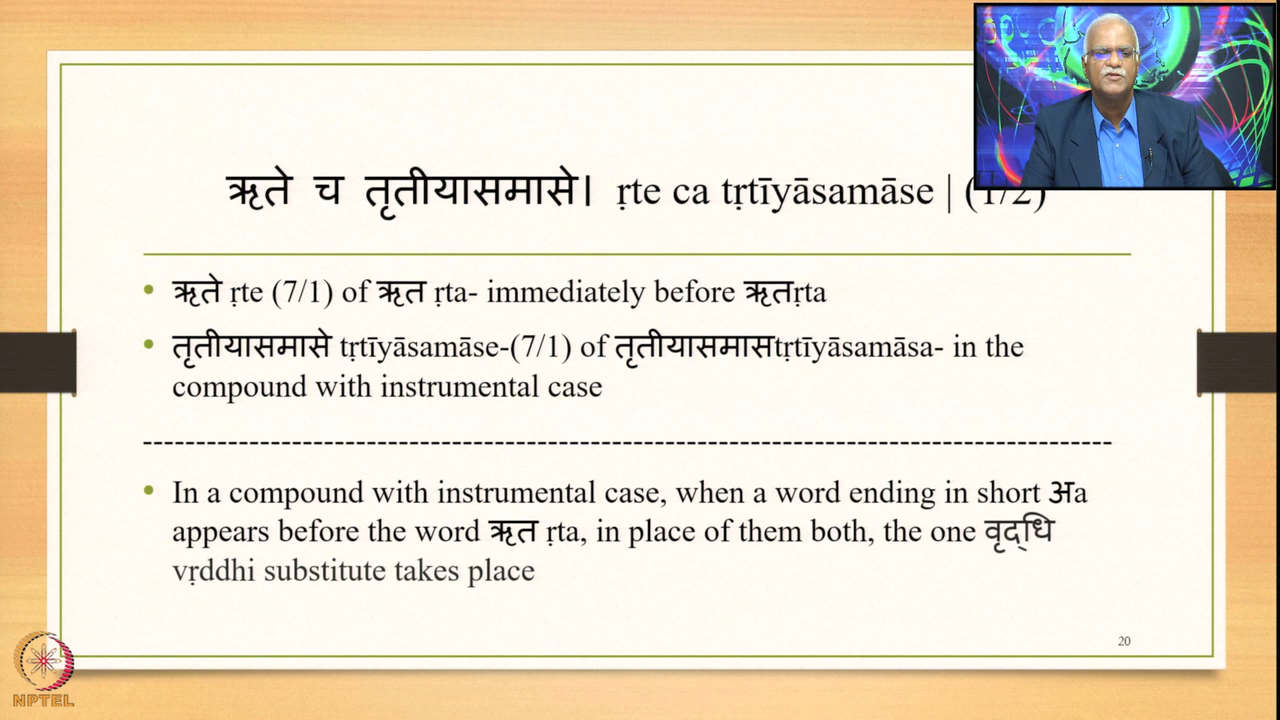 ऋते च तृतीयासमासे। ṛte ca tṛtīyāsamāse | (1/2)
• ऋते ṛte (7/1) of ऋत ṛta- immediately before ऋतṛta
• तृतीयासमासे tṛtīyāsamāse-(7/1) of तृतीयासमासtṛtīyāsamāsa- in the
compound with instrumental case
-----------------------------------------------------------------------------------------
• In a compound with instrumental case, when a word ending in short अa
appears before the word ऋत ṛta, in place of them both, the one वृद्‌धि
vṛddhi substitute takes place
20
NPTEL